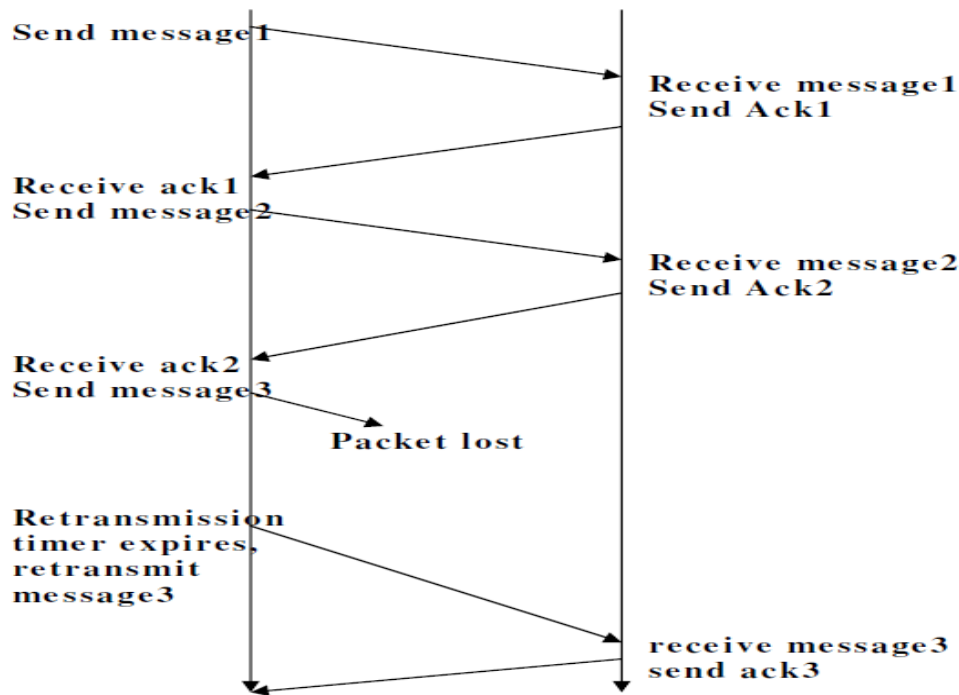 Send message1
Receive message1
Send Ack1
Receive ack1
Send message2
Receive message2
Send Ack2
Receive ack2
Send message3
Packet lost
Retransmission
timer expires,
retransmit
message3
receive message3
send ack3